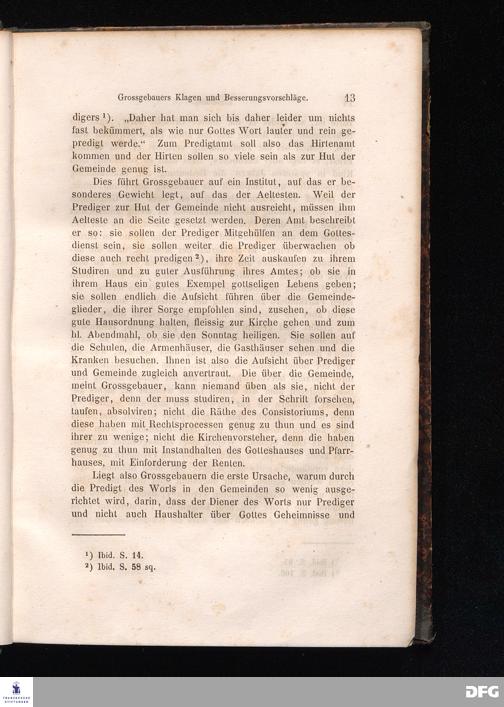 Grossgebauers Klagen und Besserungsvorschläge. 13
digers¹). „Daher hat man sich bis daher leider um nichts
fast bekümmert, als wie nur Gottes Wort lauter und rein ge-
predigt werde.“ Zum Predigtamt soll also das Hirtenamt
kommen und der Hirten sollen so viele sein als zur Hut der
Gemeinde genug ist.
Dies führt Grossgebauer auf ein Institut, auf das er be-
sonderes Gewicht legt, auf das der Aeltesten. Weil der
Prediger zur Hut der Gemeinde nicht ausreicht, müssen ihm
Aelteste an die Seite gesetzt werden. Deren Amt beschreibt
er so: sie sollen der Prediger Mitgehülfen an dem Gottes-
dienst sein, sie sollen weiter die Prediger überwachen ob
diese auch recht predigen²), ihre Zeit auskaufen zu ihrem
Studiren und zu guter Ausführung ihres Amtes; ob sie in
ihrem Haus ein gutes Exempel gottseligen Lebens geben;
sie sollen endlich die Aufsicht führen über die Gemeinde-
glieder, die ihrer Sorge empfohlen sind, zusehen, ob diese
gute Hausordnung halten, fleissig zur Kirche gehen und zum
hl. Abendmahl, ob sie den Sonntag heiligen. Sie sollen auf
die Schulen, die Armenhäuser, die Gasthäuser sehen und die
Kranken besuchen. Ihnen ist also die Aufsicht über Prediger
und Gemeinde zugleich anvertraut. Die über die Gemeinde,
meint Grossgebauer, kann niemand üben als sie, nicht der
Prediger, denn der muss studiren, in der Schrift forschen,
taufen, absolviren; nicht die Räthe des Consistoriums, denn
diese haben mit Rechtsprocessen genug zu thun und es sind
ihrer zu wenige; nicht die Kirchenvorsteher, denn die haben
genug zu thun mit Instandhalten des Gotteshauses und Pfarr-
hauses, mit Einforderung der Renten.
Liegt also Grossgebauern die erste Ursache, warum durch
die Predigt des Worls in den Gemeinden so wenig ausge-
richtet wird, darin, dass der Diener des Worts nur Prediger
und nicht auch Haushalter über Gottes Geheimnisse und
¹) Ibid. S. 14.
²) Ibid. S. 58 sq.
FRANCKESCHE
STIFTUNGEN
DFG